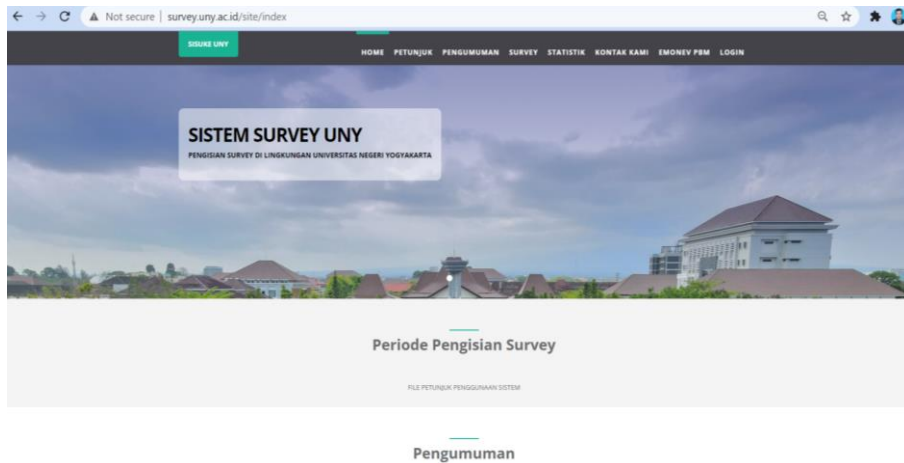 Not secure | survey.uny.ac.id/site/index
SISUKE UNY
HOME PETUNJUK PENGUMUMAN SURVEY STATISTIK KONTAK KAMI EMONEV PBM LOGIN
SISTEM SURVEY UNY
PENGISIAN SURVEY DI LINGKUNGAN UNIVERSITAS NEGERI YOGYAKARTA
Periode Pengisian Survey
FILE PETUNJUK PENGGUNAAN SISTEM
Pengumuman